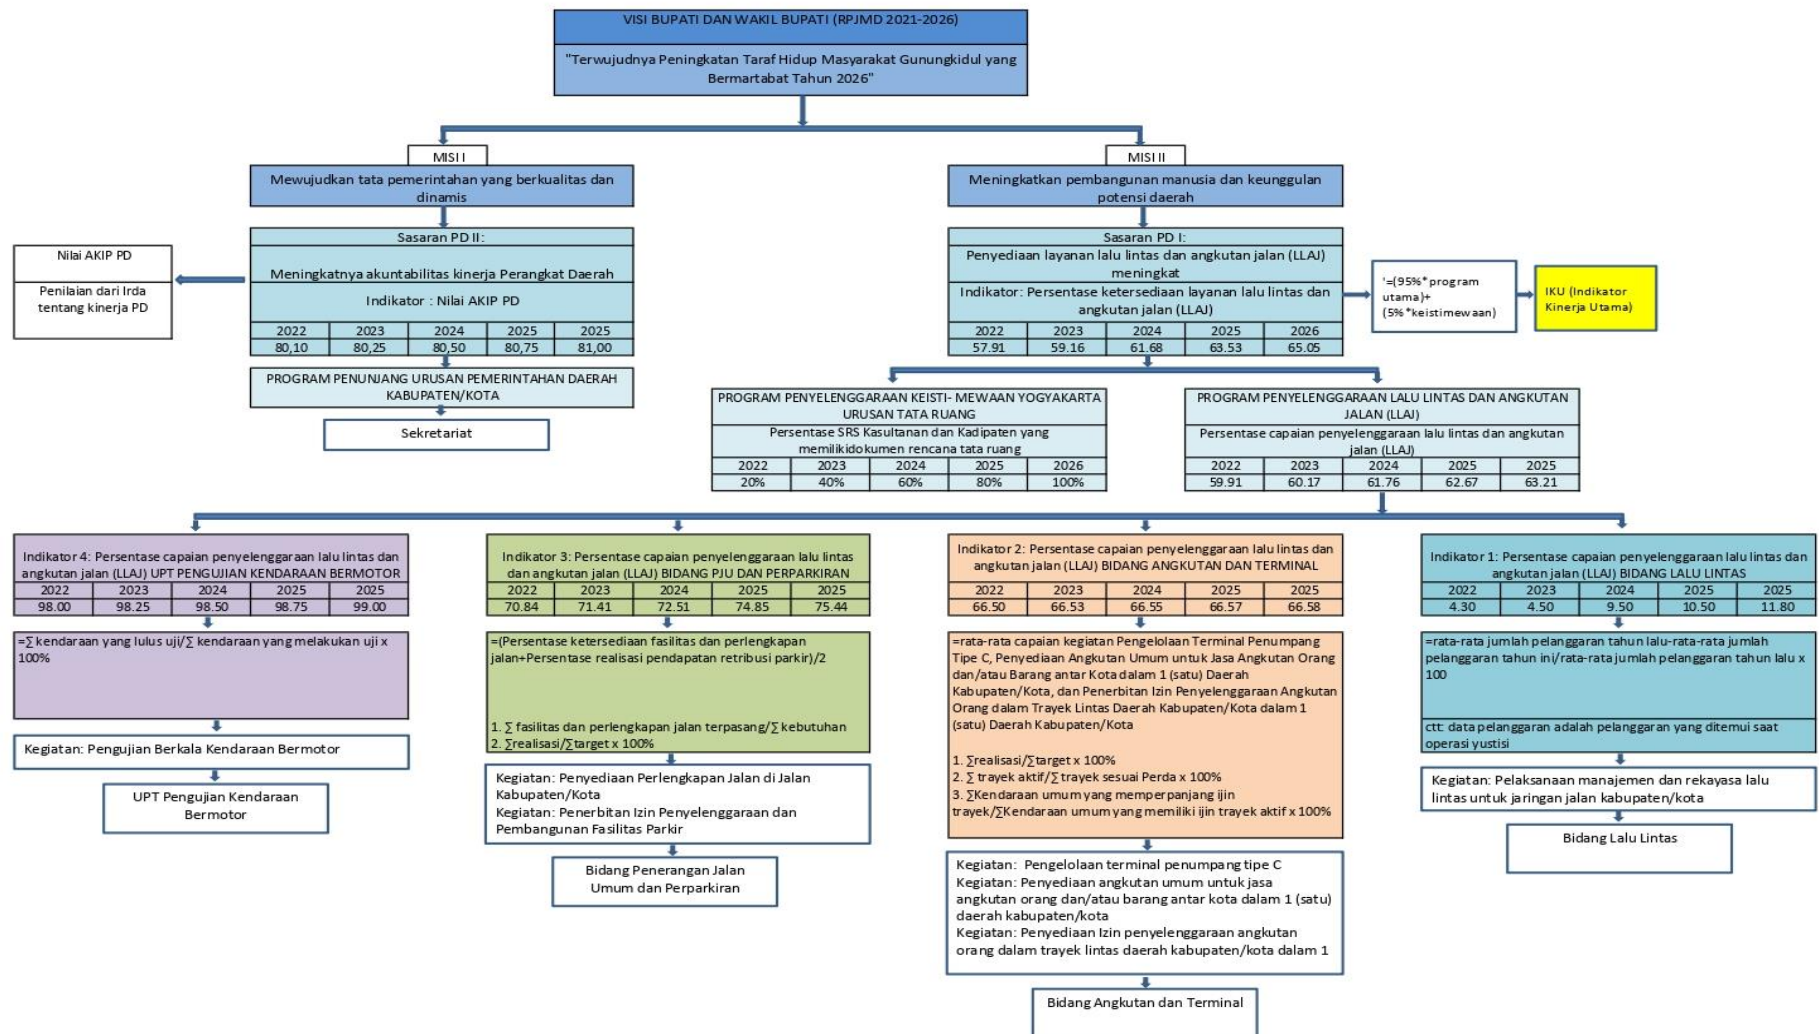 VISI BUPATI DAN WAKIL BUPATI (RPJMD 2021-2026)
"Terwujudnya Peningkatan Taraf Hidup Masyarakat Gunungkidul yang
Bermartabat Tahun 2026"
MISI I
Mewujudkan tata pemerintahan yang berkualitas dan
dinamis
MISI II
Meningkatkan pembangunan manusia dan keunggulan
potensi daerah
Nilai AKIP PD
Penilaian dari Irda
tentang kinerja PD
Sasaran PD II:
Meningkatnya akuntabilitas kinerja Perangkat Daerah
Indikator : Nilai AKIP PD
2022 2023 2024 2025 2025
80,10 80,25 80,50 80,75 81,00
PROGRAM PENUNJANG URUSAN PEMERINTAHAN DAERAH
KABUPATEN/KOTA
Sekretariat
Sasaran PD I:
Penyediaan layanan lalu lintas dan angkutan jalan (LLAJ)
meningkat
Indikator: Persentase ketersediaan layanan lalu lintas dan
angkutan jalan (LLAJ)
2022 2023 2024 2025 2026
57.91 59.16 61.68 63.53 65.05
'=(95%*program
utama)+
(5%*keistimewaan)
IKU (Indikator
Kinerja Utama)
PROGRAM PENYELENGGARAAN KEISTI- MEWAAN YOGYAKARTA
URUSAN TATA RUANG
Persentase SRS Kasultanan dan Kadipaten yang
memilikidokumen rencana tata ruang
2022 2023 2024 2025 2026
20% 40% 60% 80% 100%
PROGRAM PENYELENGGARAAN LALU LINTAS DAN ANGKUTAN
JALAN (LLAJ)
Persentase capaian penyelenggaraan lalu lintas dan angkutan
jalan (LLAJ)
2022 2023 2024 2025 2025
59.91 60.17 61.76 62.67 63.21
Indikator 4: Persentase capaian penyelenggaraan lalu lintas dan
angkutan jalan (LLAJ) UPT PENGUJIAN KENDARAAN BERMOTOR
2022 2023 2024 2025 2025
98.00 98.25 98.50 98.75 99.00
=∑ kendaraan yang lulus uji/∑ kendaraan yang melakukan uji x
100%
Kegiatan: Pengujian Berkala Kendaraan Bermotor
UPT Pengujian Kendaraan
Bermotor
Indikator 3: Persentase capaian penyelenggaraan lalu lintas
dan angkutan jalan (LLAJ) BIDANG PJU DAN PERPARKIRAN
2022 2023 2024 2025 2025
70.84 71.41 72.51 74.85 75.44
=(Persentase ketersediaan fasilitas dan perlengkapan
jalan+Persentase realisasi pendapatan retribusi parkir)/2
1. ∑ fasilitas dan perlengkapan jalan terpasang/∑ kebutuhan
2. ∑realisasi/∑target x 100%
Kegiatan: Penyediaan Perlengkapan Jalan di Jalan
Kabupaten/Kota
Kegiatan: Penerbitan Izin Penyelenggaraan dan
Pembangunan Fasilitas Parkir
Bidang Penerangan Jalan
Umum dan Perparkiran
Indikator 2: Persentase capaian penyelenggaraan lalu lintas dan
angkutan jalan (LLAJ) BIDANG ANGKUTAN DAN TERMINAL
2022 2023 2024 2025 2025
66.50 66.53 66.55 66.57 66.58
=rata-rata capaian kegiatan Pengelolaan Terminal Penumpang
Tipe C, Penyediaan Angkutan Umum untuk Jasa Angkutan Orang
dan/atau Barang antar Kota dalam 1 (satu) Daerah
Kabupaten/Kota, dan Penerbitan Izin Penyelenggaraan Angkutan
Orang dalam Trayek Lintas Daerah Kabupaten/Kota dalam 1
(satu) Daerah Kabupaten/Kota
1. ∑realisasi/∑target x 100%
2. ∑ trayek aktif/∑ trayek sesuai Perda x 100%
3. ∑Kendaraan umum yang memperpanjang ijin
trayek/∑Kendaraan umum yang memiliki ijin trayek aktif x 100%
Kegiatan: Pengelolaan terminal penumpang tipe C
Kegiatan: Penyediaan angkutan umum untuk jasa
angkutan orang dan/atau barang antar kota dalam 1 (satu)
daerah kabupaten/kota
Kegiatan: Penyediaan Izin penyelenggaraan angkutan
orang dalam trayek lintas daerah kabupaten/kota dalam 1
Bidang Angkutan dan Terminal
Indikator 1: Persentase capaian penyelenggaraan lalu lintas dan
angkutan jalan (LLAJ) BIDANG LALU LINTAS
2022 2023 2024 2025 2025
4.30 4.50 9.50 10.50 11.80
=rata-rata jumlah pelanggaran tahun lalu-rata-rata jumlah
pelanggaran tahun ini/rata-rata jumlah pelanggaran tahun lalu x
100
ctt: data pelanggaran adalah pelanggaran yang ditemui saat
operasi yustisi
Kegiatan: Pelaksanaan manajemen dan rekayasa lalu
lintas untuk jaringan jalan kabupaten/kota
Bidang Lalu Lintas